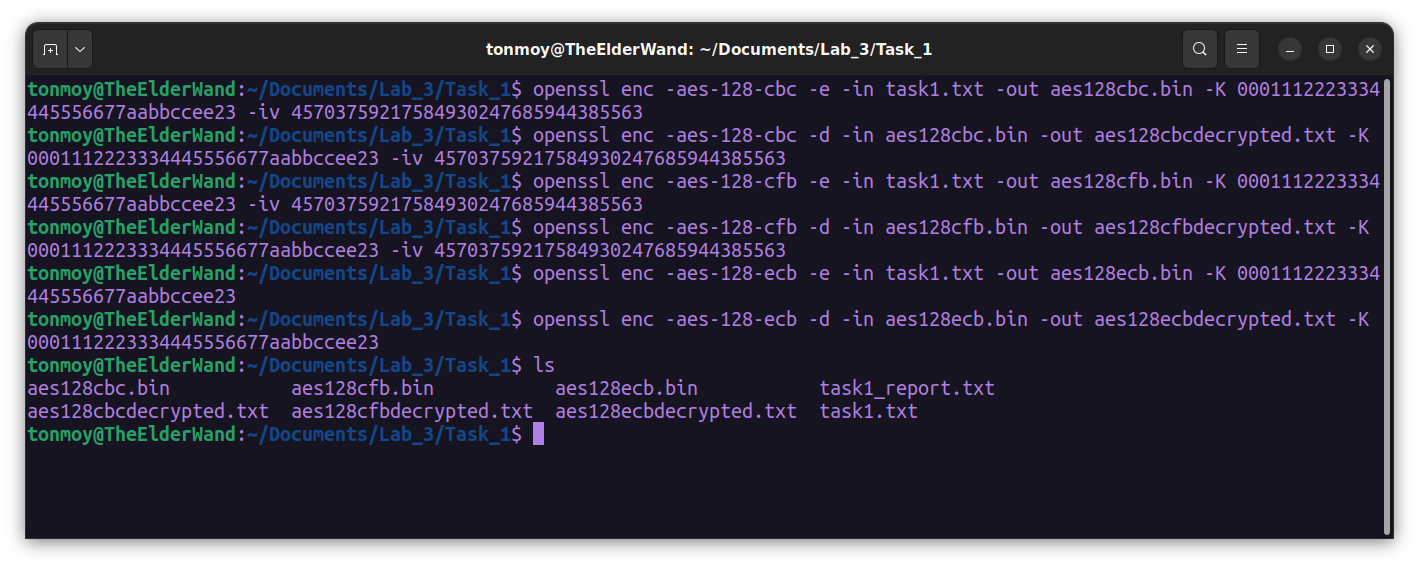 tonmoy@TheElderWand: ~/Documents/Lab_3/Task_1
tonmoy@TheElderWand:~/Documents/Lab_3/Task_1$ openssl enc -aes-128-cbc -e -in task1.txt -out aes128cbc.bin -K 0001112223334
445556677aabbccee23 -iv 45703759217584930247685944385563
tonmoy@TheElderWand:~/Documents/Lab_3/Task_1$ openssl enc -aes-128-cbc -d -in aes128cbc.bin -out aes128cbcdecrypted.txt -K
0001112223334445556677aabbccee23 -iv 45703759217584930247685944385563
tonmoy@TheElderWand:~/Documents/Lab_3/Task_1$ openssl enc -aes-128-cfb -e -in task1.txt -out aes128cfb.bin -K 0001112223334
445556677aabbccee23 -iv 45703759217584930247685944385563
tonmoy@TheElderWand:~/Documents/Lab_3/Task_1$ openssl enc -aes-128-cfb -d -in aes128cfb.bin -out aes128cfbdecrypted.txt -K
0001112223334445556677aabbccee23 -iv 45703759217584930247685944385563
tonmoy@TheElderWand:~/Documents/Lab_3/Task_1$ openssl enc -aes-128-ecb -e -in task1.txt -out aes128ecb.bin -K 0001112223334
445556677aabbccee23
tonmoy@TheElderWand:~/Documents/Lab_3/Task_1$ openssl enc -aes-128-ecb -d -in aes128ecb.bin -out aes128ecbdecrypted.txt -K
0001112223334445556677aabbccee23
tonmoy@TheElderWand:~/Documents/Lab_3/Task_1$ ls
aes128cbc.bin           aes128cfb.bin           aes128ecb.bin           task1_report.txt
aes128cbcdecrypted.txt  aes128cfbdecrypted.txt  aes128ecbdecrypted.txt  task1.txt
tonmoy@TheElderWand:~/Documents/Lab_3/Task_1$